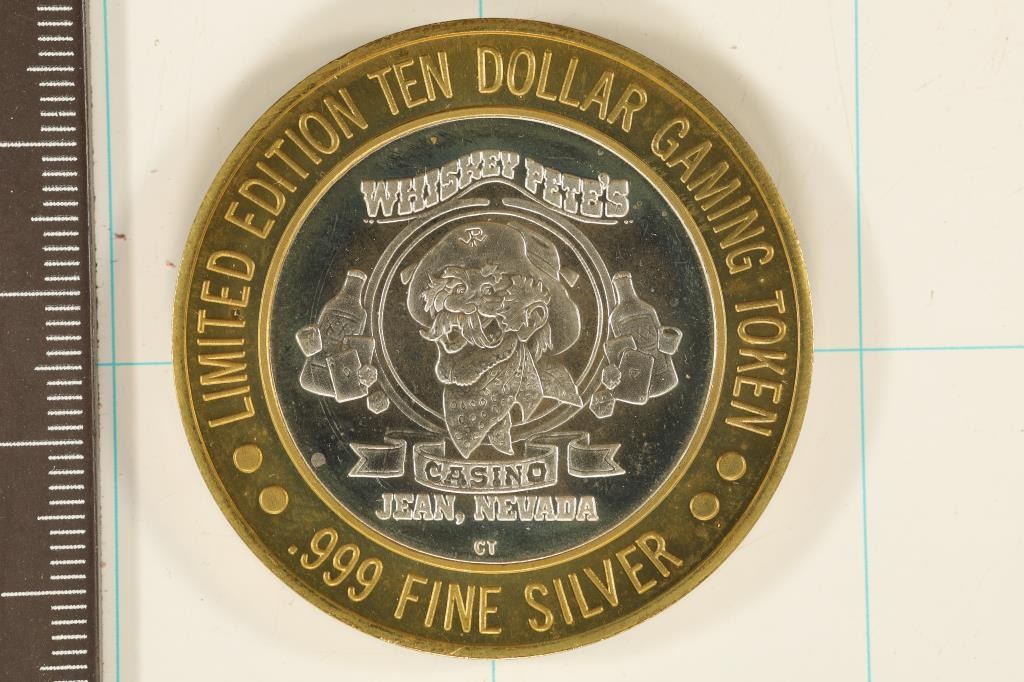 LIMITED EDITION TEN DOLLAR GAMING TOKEN
WHISKEY PETE'S
CASINO
JEAN, NEVADA
CT
.999 FINE SILVER